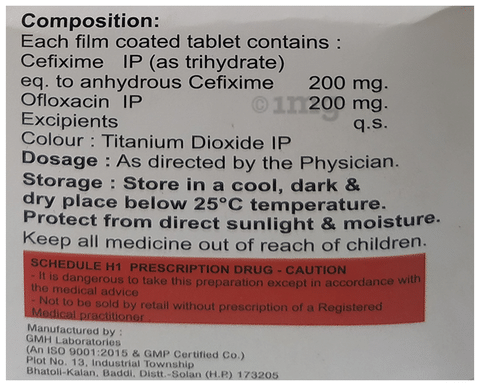 Composition:
Each film coated tablet contains :
Cefixime IP (as trihydrate)
eq. to anhydrous Cefixime 200 mg.
Ofloxacin IP 200 mg.
Excipients q.s.
Colour : Titanium Dioxide IP
Dosage : As directed by the Physician.
Storage : Store in a cool, dark &
dry place below 25°C temperature.
Protect from direct sunlight & moisture.
Keep all medicine out of reach of children.
SCHEDULE H1 PRESCRIPTION DRUG - CAUTION
- It is dangerous to take this preparation except in accordance with
the medical advice
- Not to be sold by retail without prescription of a Registered
Medical practitioner
Manufactured by :
GMH Laboratories
(An ISO 9001:2015 & GMP Certified Co.)
Plot No. 13, Industrial Township
Bhatoli-Kalan, Baddi, Distt.-Solan (H.P.) 173205
©1mg